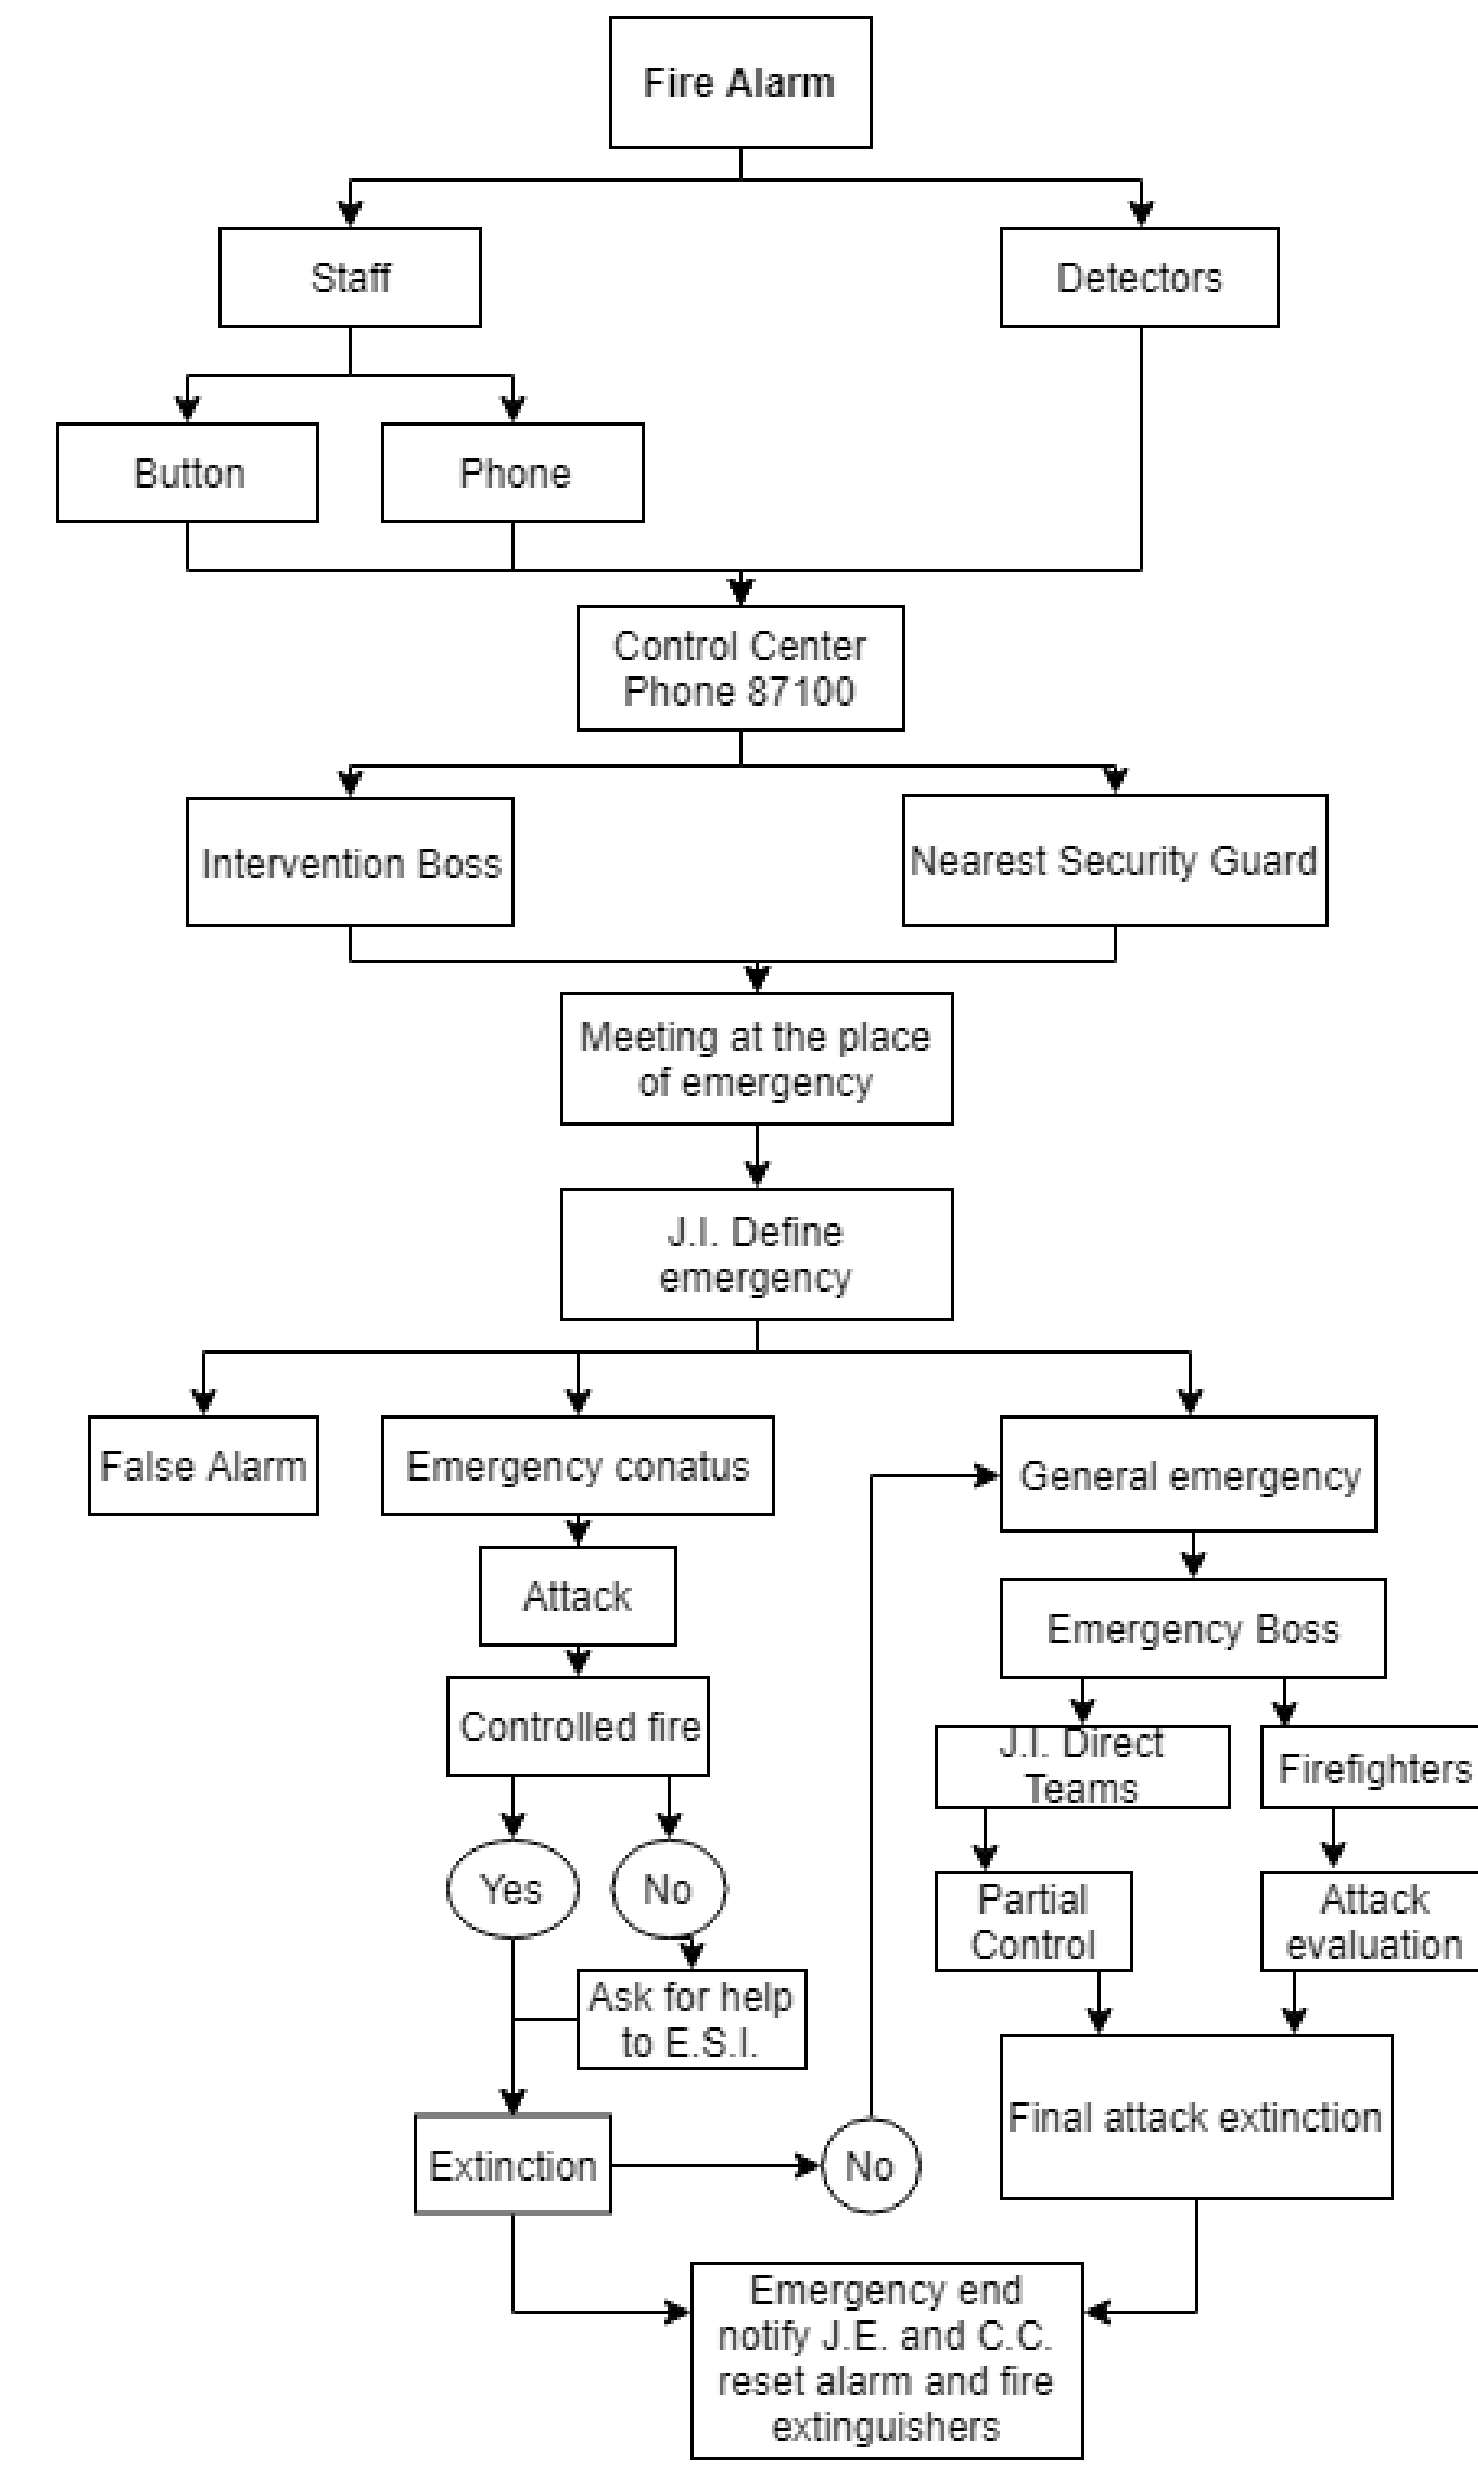 Fire Alarm
Staff
Detectors
Button
Phone
Control Center
Phone 87100
Intervention Boss
Nearest Security Guard
Meeting at the place
of emergency
J.I. Define
emergency
False Alarm
Emergency conatus
General emergency
Attack
Emergency Boss
Controlled fire
J.I. Direct
Teams
Firefighters
Yes
No
Partial
Control
Attack
evaluation
Ask for help
to E.S.I.
Final attack extinction
Extinction
No
Emergency end
notify J.E. and C.C.
reset alarm and fire
extinguishers